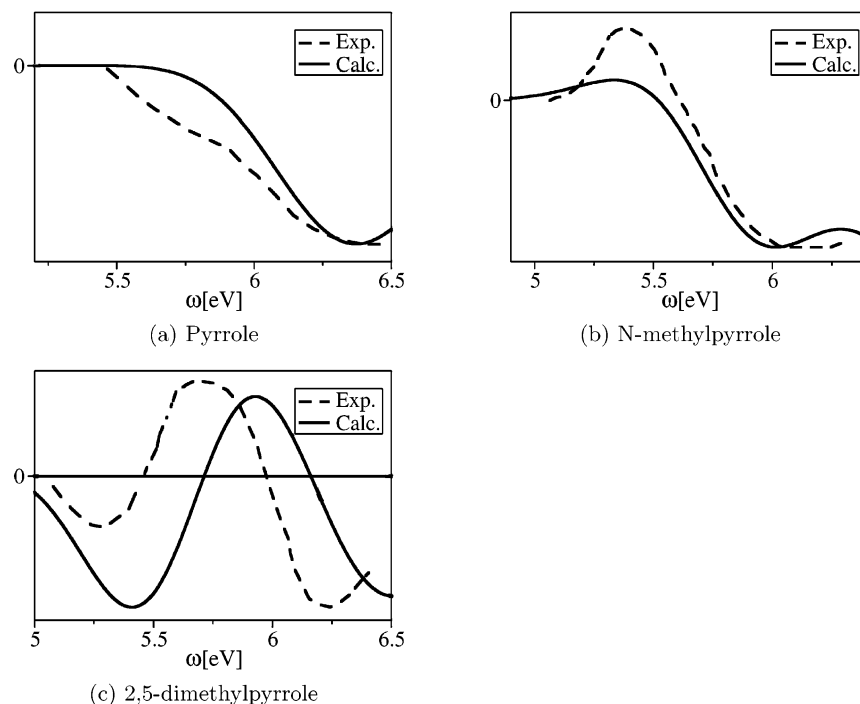 Exp.
Calc.
0
5.5
6
6.5
ω[eV]
(a) Pyrrole
Exp.
Calc.
0
5
5.5
6
ω[eV]
(b) N-methylpyrrole
Exp.
Calc.
0
5
5.5
6
6.5
ω[eV]
(c) 2,5-dimethylpyrrole